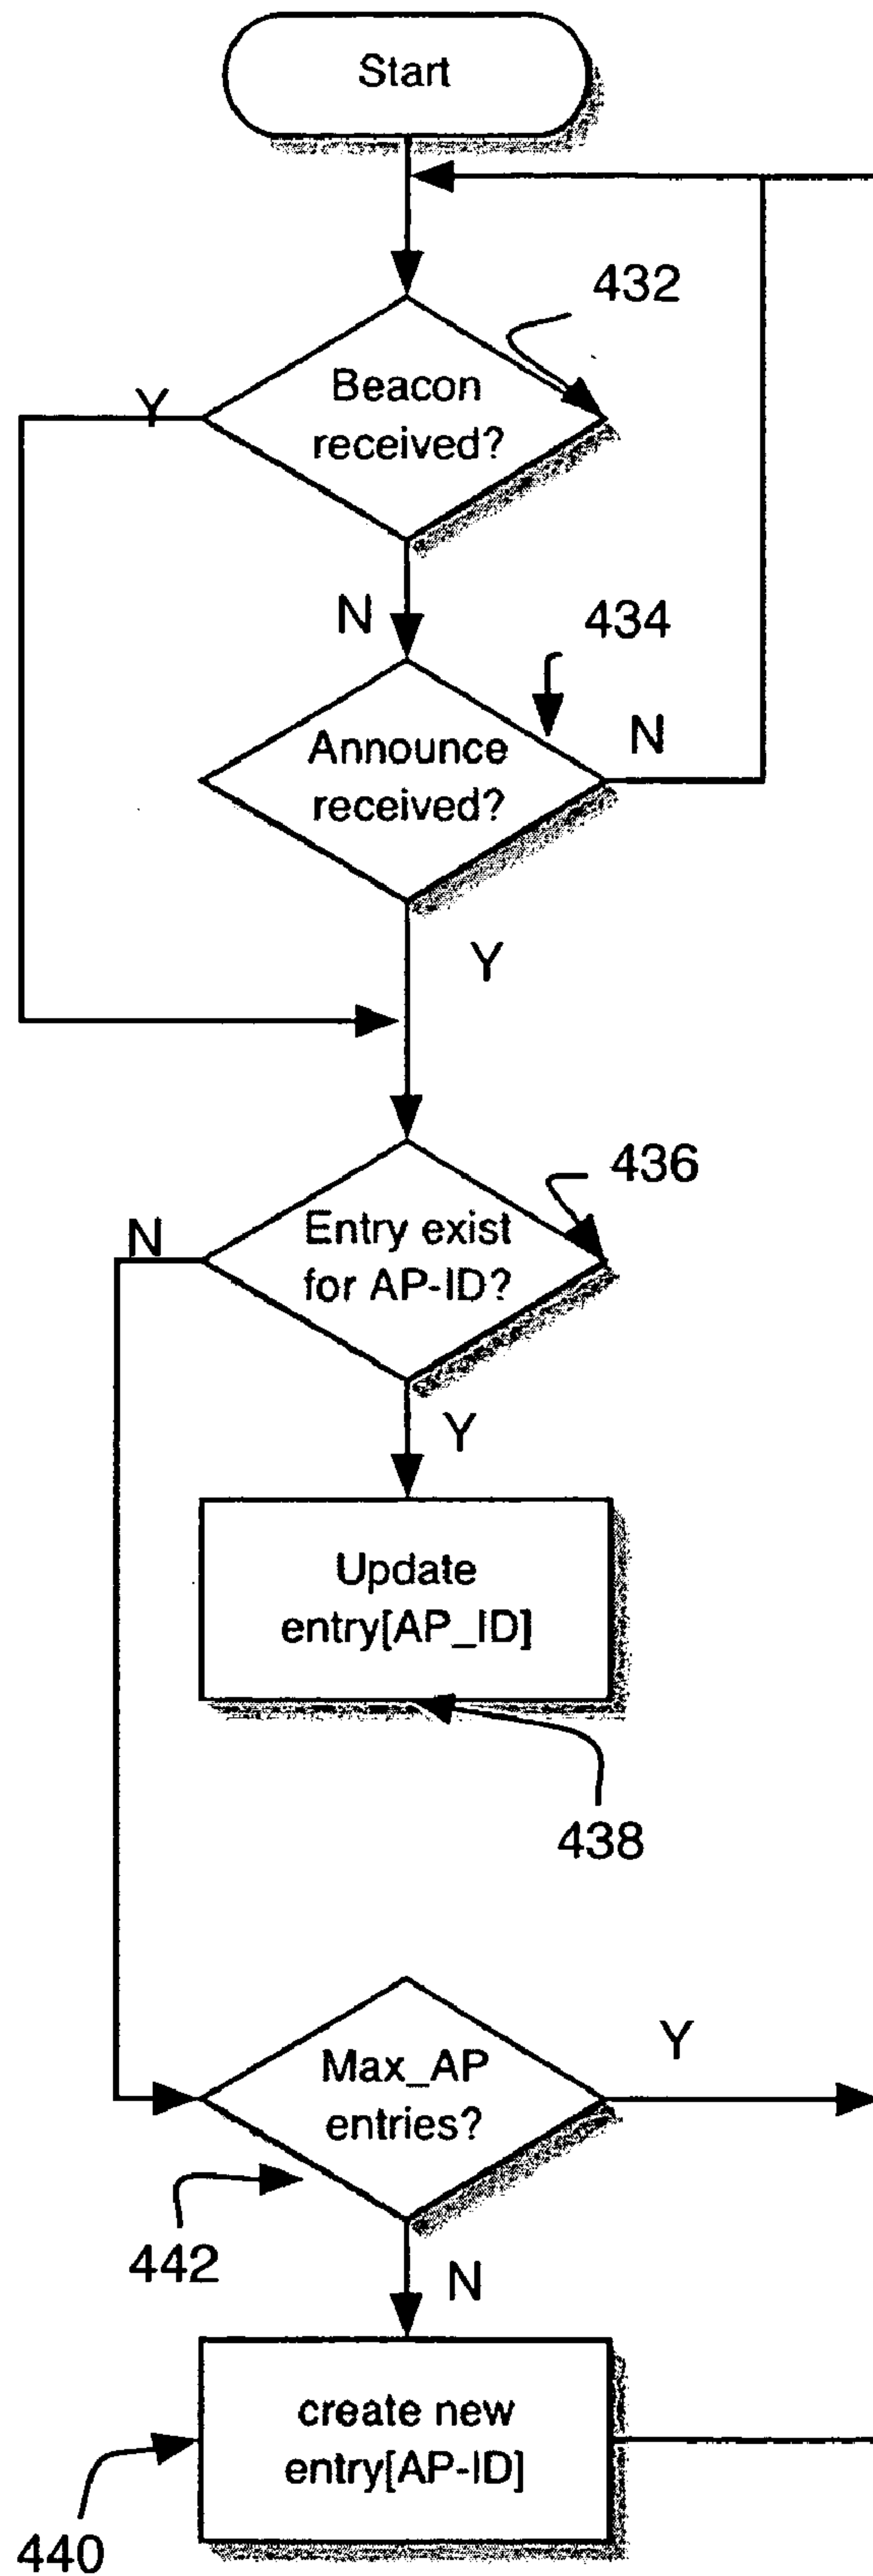 Start
432
Beacon
received?
Y
N
434
Announce
received?
N
Y
436
Entry exist
for AP-ID?
N
Y
Update
entry[AP_ID]
438
Max_AP
entries?
Y
442
N
create new
entry[AP-ID]
440